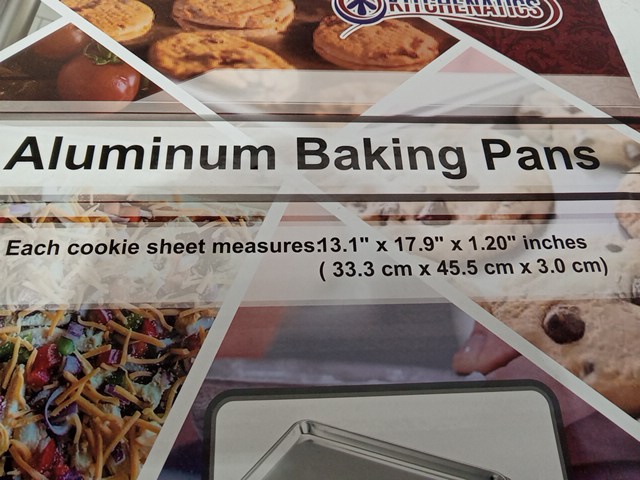 KITCHENATICS
Aluminum Baking Pans
Each cookie sheet measures:13.1" x 17.9" x 1.20" inches
( 33.3 cm x 45.5 cm x 3.0 cm)